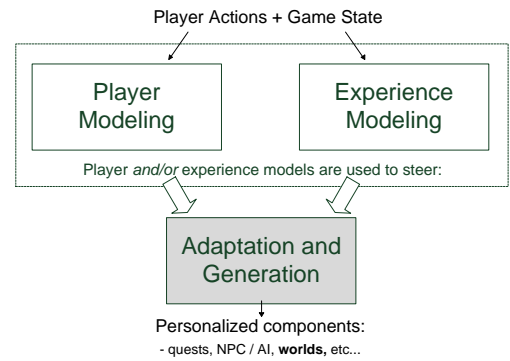 Player Actions + Game State
Player
Modeling
Experience
Modeling
Player and/or experience models are used to steer:
Adaptation and
Generation
Personalized components:
- quests, NPC / AI, worlds, etc...